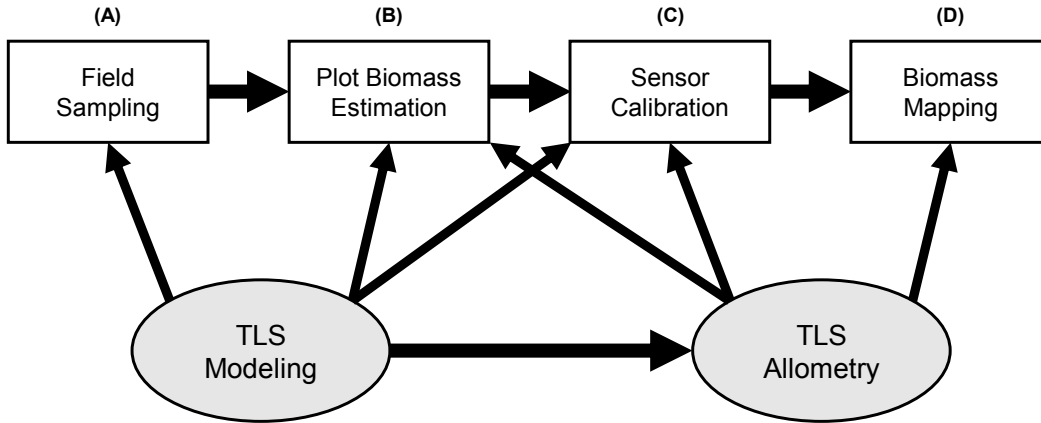 (A)
(B)
(C)
(D)
Field
Sampling
Plot Biomass
Estimation
Sensor
Calibration
Biomass
Mapping
TLS
Modeling
TLS
Allometry